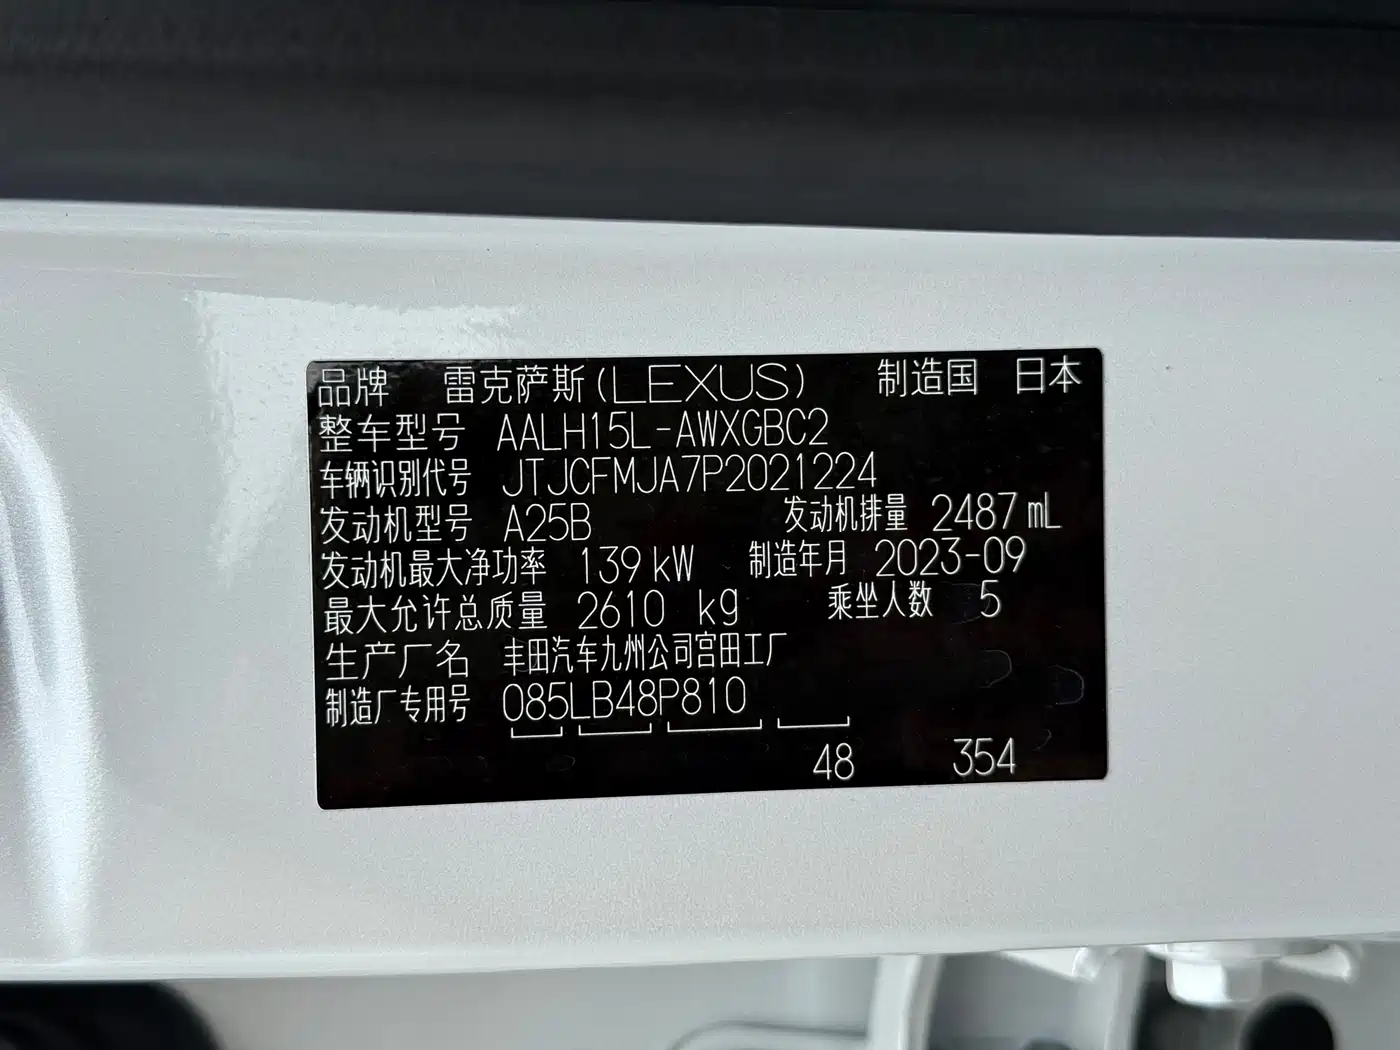 品牌 雷克萨斯(LEXUS) 制造国 日本
整车型号 AALH15L-AWXGBC2
车辆识别代号 JTJCFMJA7P2021224
发动机型号 A25B 发动机排量 2487mL
发动机最大净功率 139kW 制造年月 2023-09
最大允许总质量 2610 kg 乘坐人数 5
生产厂名 丰田汽车九州公司宫田工厂
制造厂专用号 085LB48P810
48 354